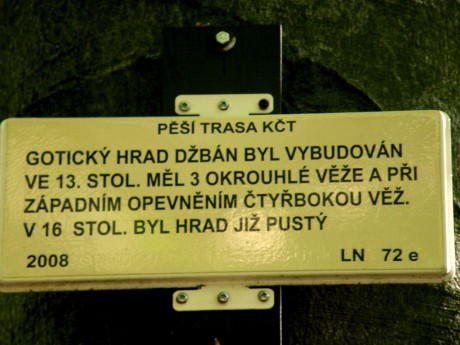 PĚŠÍ TRASA KČT
GOTICKÝ HRAD DŽBÁN BYL VYBUDOVÁN
VE 13. STOL. MĚL 3 OKROUHLÉ VĚŽE A PŘI
ZÁPADNÍM OPEVNĚNÍM ČTYŘBOKOU VĚŽ.
V 16 STOL. BYL HRAD JIŽ PUSTÝ
2008 LN 72 e